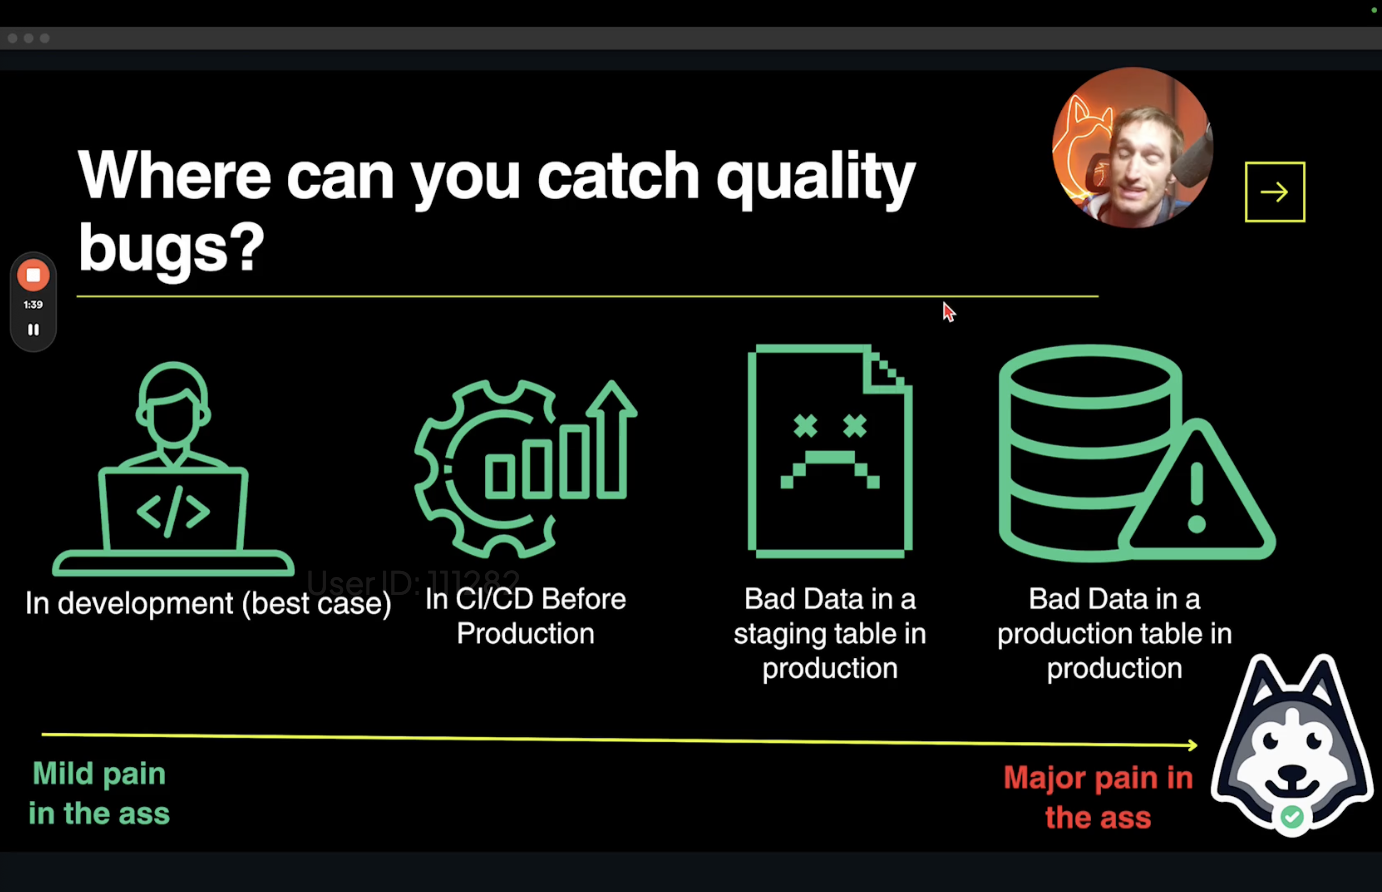 Where can you catch quality
bugs?
1:39
</>
User ID: 111282
In development (best case)
In CI/CD Before
Production
Bad Data in a
staging table in
production
Bad Data in a
production table in
production
Mild pain
in the ass
Major pain in
the ass